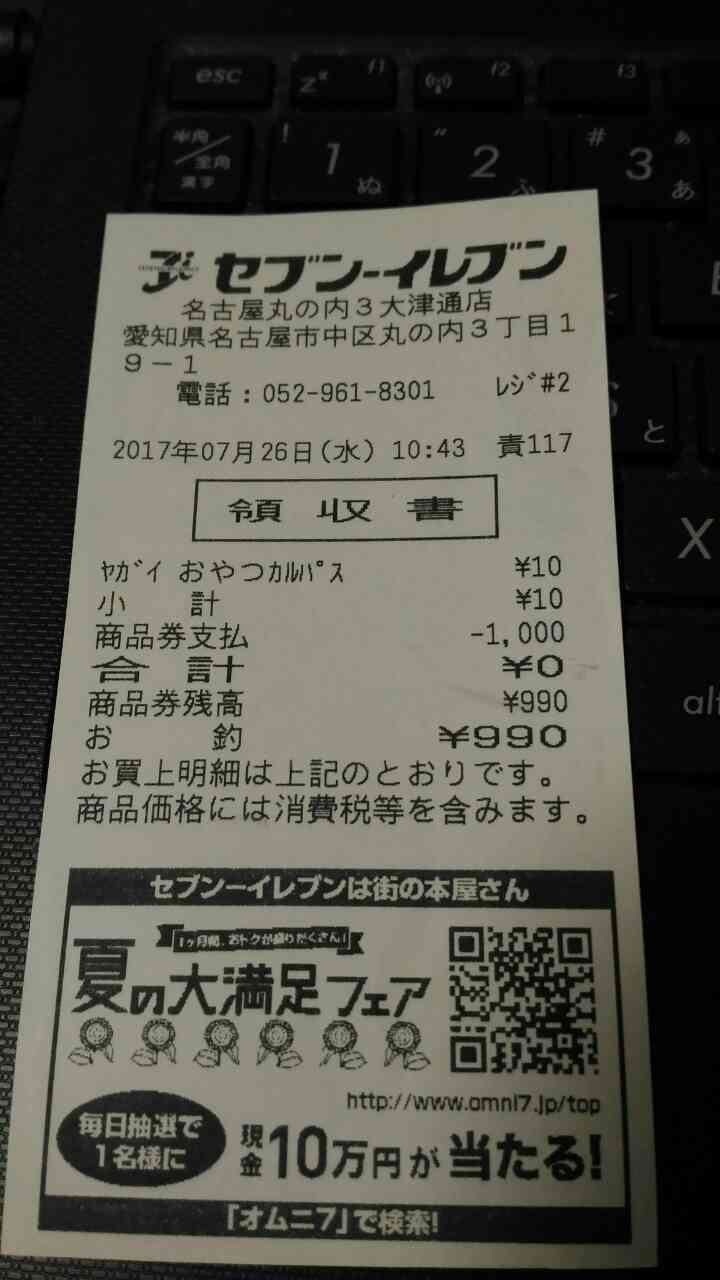 esc
zᶻ
f1
f2
f3
半角/全角
漢字
!
1
ぬ
"
2
ふ
#
3
ぁ
あ
セブン-イレブン
名古屋丸の内3大津通店
愛知県名古屋市中区丸の内3丁目1
9-1
電話:052-961-8301 レジ#2
2017年07月26日(水) 10:43 責117
領収書
ヤガイ おやつカルパス ¥10
小計 ¥10
商品券支払 -1,000
合計 ¥0
商品券残高 ¥990
お釣 ¥990
お買上明細は上記のとおりです。
商品価格には消費税等を含みます。
と
X
alt
セブン-イレブンは街の本屋さん
1ヶ月間、おトクが盛りだくさん!
夏の大満足フェア
http://www.omni7.jp/top
毎日抽選で
1名様に
現金10万円が当たる!
「オムニ7」で検索!